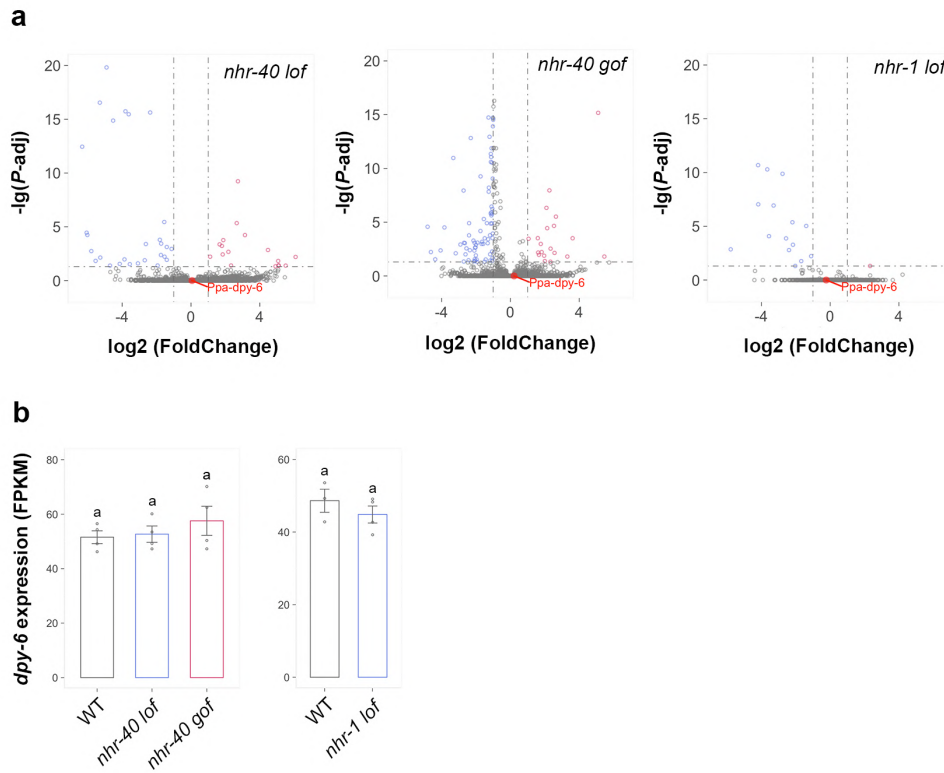 a
nhr-40 lof
20
15
10
5
0
-lg(P-adj)
-4
0
4
log2 (FoldChange)
Ppa-dpy-6
nhr-40 gof
20
15
10
5
0
-lg(P-adj)
-4
0
4
log2 (FoldChange)
Ppa-dpy-6
nhr-1 lof
20
15
10
5
0
-lg(P-adj)
-4
0
4
log2 (FoldChange)
Ppa-dpy-6
b
dpy-6 expression (FPKM)
80
60
40
20
0
a
a
a
WT
nhr-40 lof
nhr-40 gof
60
40
20
0
a
a
WT
nhr-1 lof